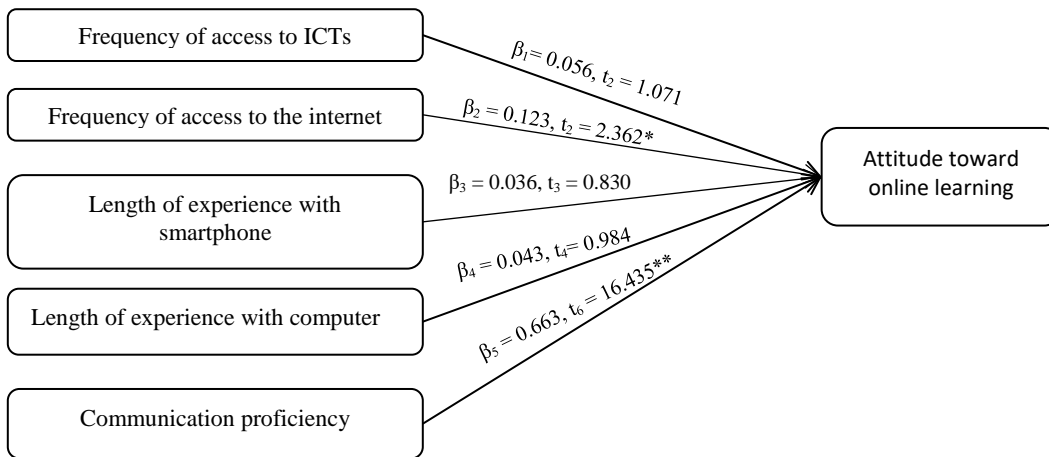 Frequency of access to ICTs
β1= 0.056, t2 = 1.071
Frequency of access to the internet
β2 = 0.123, t2 = 2.362*
Attitude toward
online learning
Length of experience with
smartphone
β3 = 0.036, t3 = 0.830
Length of experience with computer
β4 = 0.043, t4= 0.984
Communication proficiency
β5 = 0.663, t6 = 16.435**